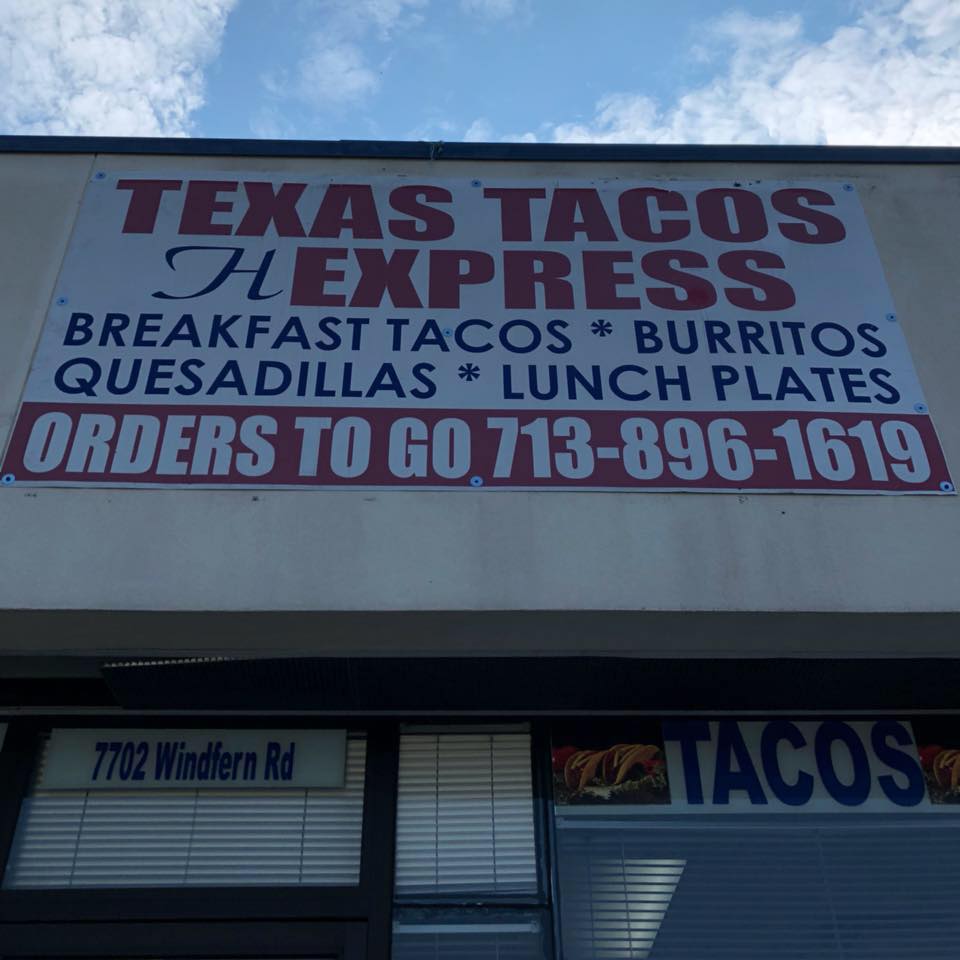 TEXAS TACOS
H EXPRESS
BREAKFAST TACOS * BURRITOS
QUESADILLAS * LUNCH PLATES
ORDERS TO GO 713-896-1619
7702 Windfern Rd
TACOS